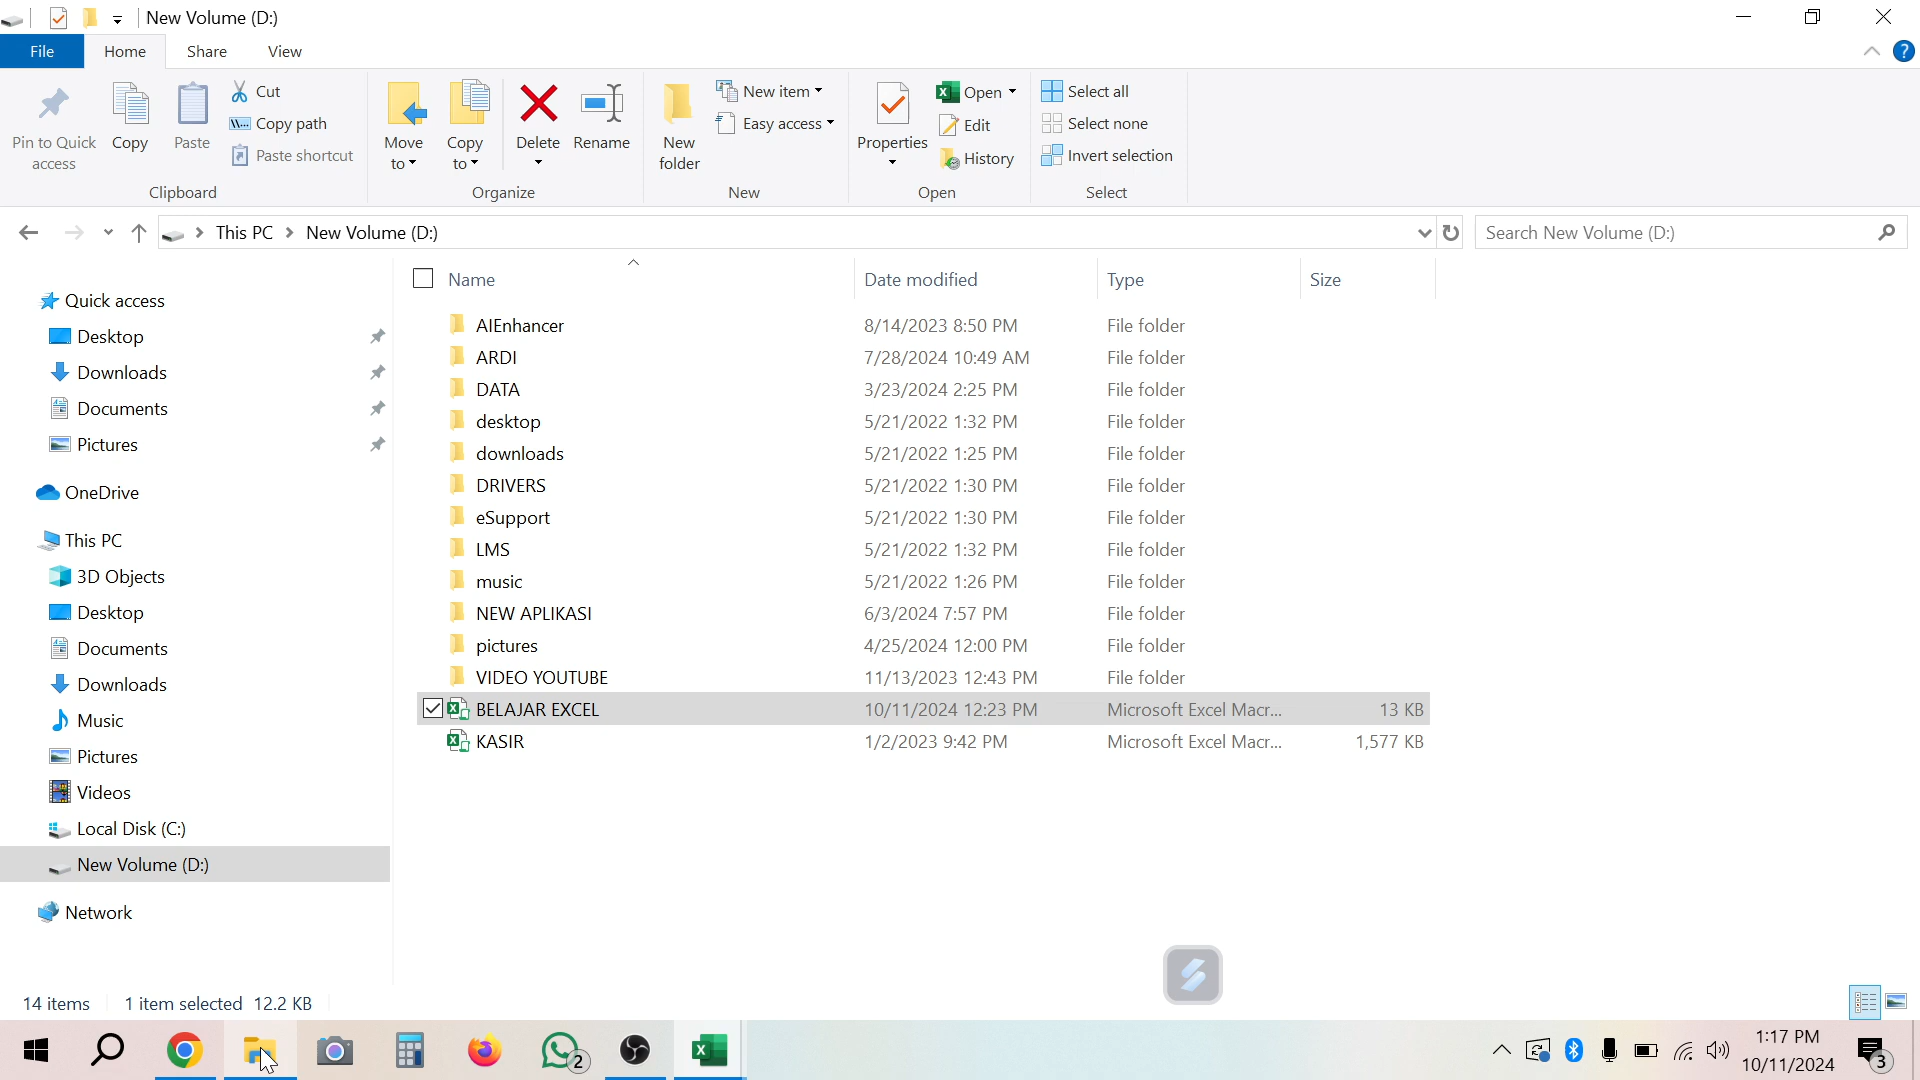 New Volume (D:)
File Home Share View
Pin to Quick access
Copy
Paste
Cut
Copy path
Paste shortcut
Clipboard
Move to
Copy to
Delete
Rename
Organize
New folder
New item
Easy access
New
Properties
Open
Edit
History
Open
Select all
Select none
Invert selection
Select
This PC > New Volume (D:)
Search New Volume (D:)
Quick access
Desktop
Downloads
Documents
Pictures
OneDrive
This PC
3D Objects
Desktop
Documents
Downloads
Music
Pictures
Videos
Local Disk (C:)
New Volume (D:)
Network
Name Date modified Type Size
AIEnhancer 8/14/2023 8:50 PM File folder
ARDI 7/28/2024 10:49 AM File folder
DATA 3/23/2024 2:25 PM File folder
desktop 5/21/2022 1:32 PM File folder
downloads 5/21/2022 1:25 PM File folder
DRIVERS 5/21/2022 1:30 PM File folder
eSupport 5/21/2022 1:30 PM File folder
LMS 5/21/2022 1:32 PM File folder
music 5/21/2022 1:26 PM File folder
NEW APLIKASI 6/3/2024 7:57 PM File folder
pictures 4/25/2024 12:00 PM File folder
VIDEO YOUTUBE 11/13/2023 12:43 PM File folder
BELAJAR EXCEL 10/11/2024 12:23 PM Microsoft Excel Macr... 13 KB
KASIR 1/2/2023 9:42 PM Microsoft Excel Macr... 1,577 KB
14 items 1 item selected 12.2 KB
2
1:17 PM
10/11/2024
3